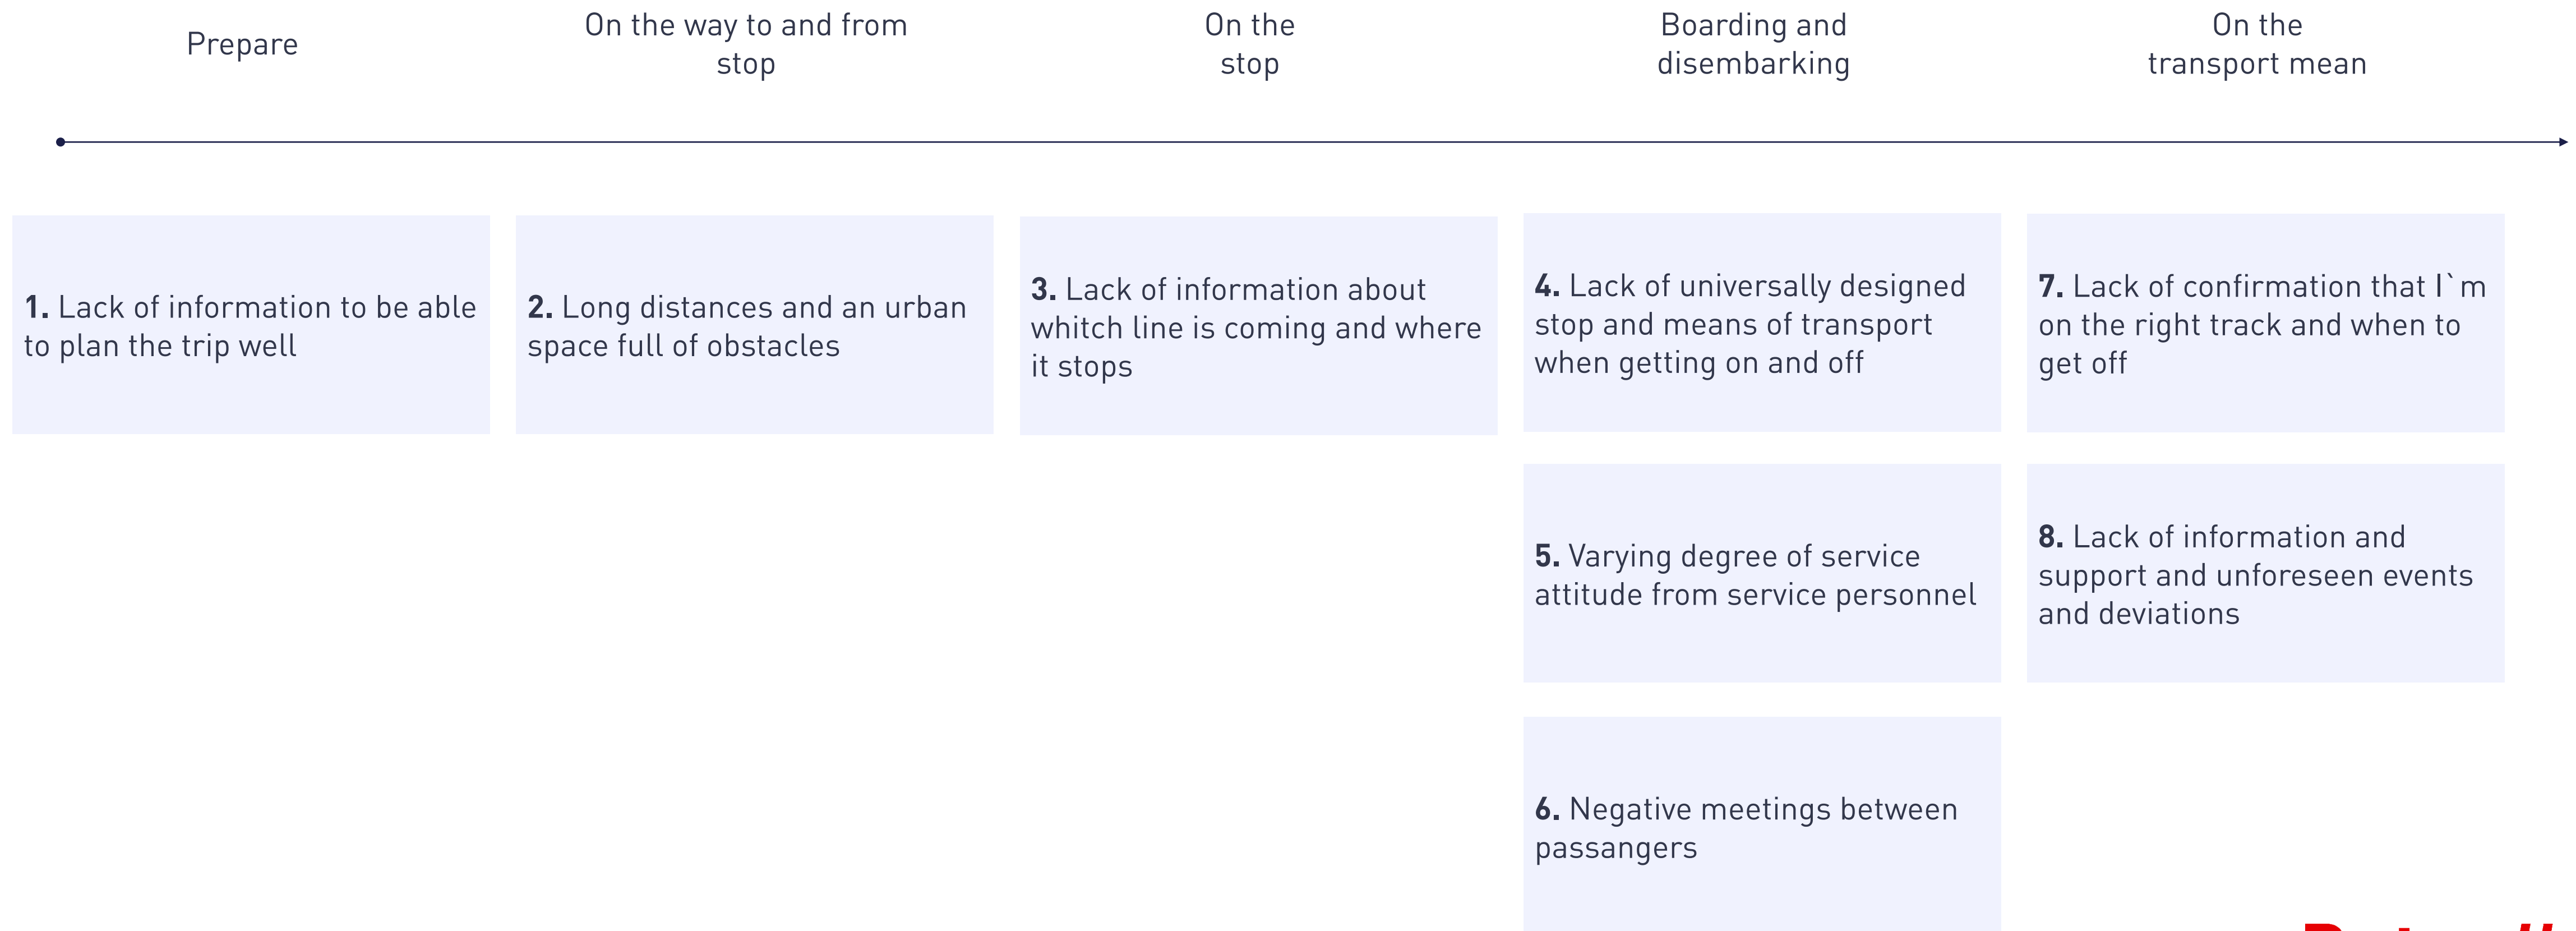 Prepare
On the way to and from
stop
On the
stop
Boarding and
disembarking
On the
transport mean
1. Lack of information to be able
to plan the trip well
2. Long distances and an urban
space full of obstacles
3. Lack of information about
whitch line is coming and where
it stops
4. Lack of universally designed
stop and means of transport
when getting on and off
5. Varying degree of service
attitude from service personnel
6. Negative meetings between
passangers
7. Lack of confirmation that I`m
on the right track and when to
get off
8. Lack of information and
support and unforeseen events
and deviations